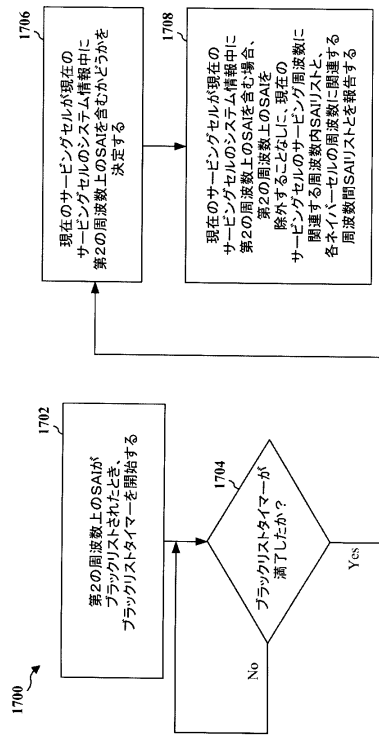 1700
1702
第2の周波数上のSAIが
ブラックリストされたとき、
ブラックリストタイマーを開始する
1704
ブラックリストタイマーが
満了したか？
No
Yes
1706
現在のサービングセルが現在の
サービングセルのシステム情報中に
第2の周波数上のSAIを含むかどうかを
決定する
1708
現在のサービングセルが現在の
サービングセルのシステム情報中に
第2の周波数上のSAIを含む場合、
第2の周波数上のSAIを
除外することなしに、現在の
サービングセルのサービング周波数に
関連する周波数内SAIリストと、
各ネイバーセルの周波数に関連する
周波数間SAIリストとを報告する